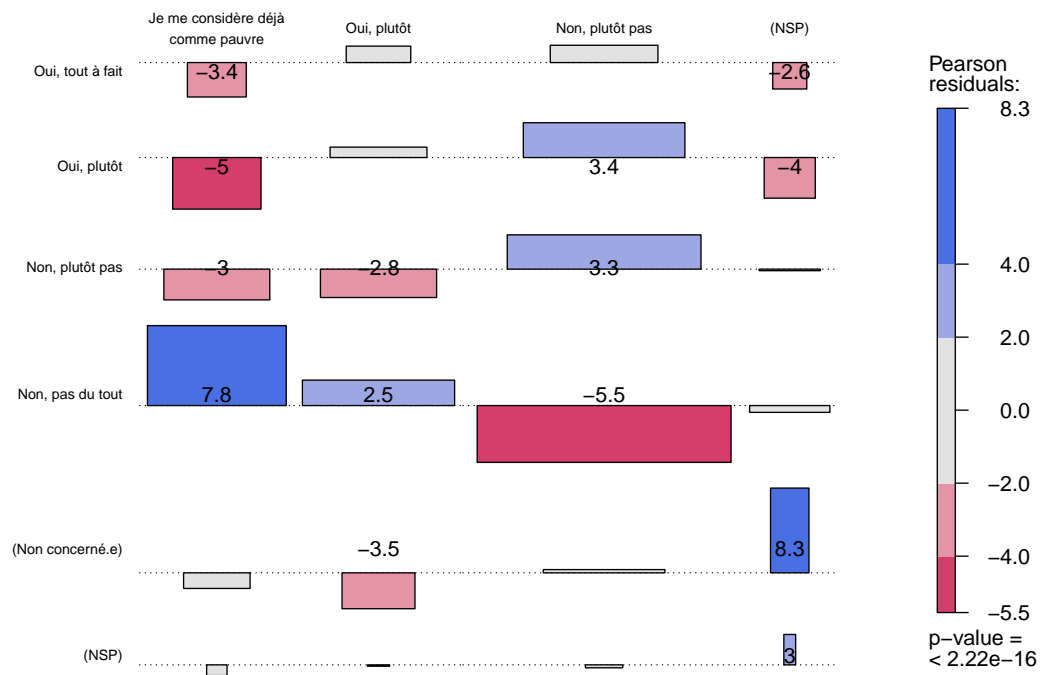 Je me considère déjà
comme pauvre
Oui, plutôt
Non, plutôt pas
(NSP)
Oui, tout à fait
−3.4
−2.6
Oui, plutôt
−5
3.4
−4
Non, plutôt pas
−3
−2.8
3.3
Non, pas du tout
7.8
2.5
−5.5
(Non concerné.e)
−3.5
8.3
(NSP)
3
Pearson
residuals:
8.3
4.0
2.0
0.0
−2.0
−4.0
−5.5
p−value =
< 2.22e−16